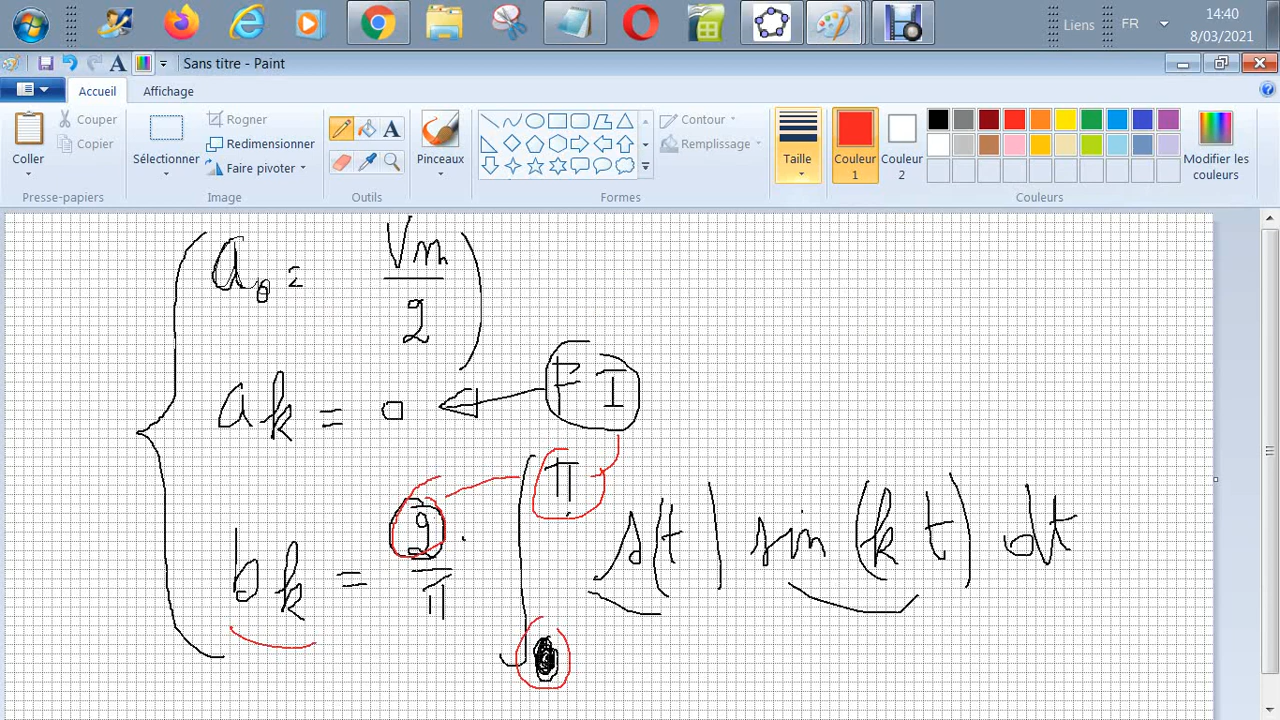 14:40
Liens
FR
8/03/2021
Sans titre - Paint
Accueil Affichage
Coller
Couper
Copier
Presse-papiers
Sélectionner
Rogner
Redimensionner
Faire pivoter
Image
Outils
Pinceaux
Contour
Remplissage
Formes
Taille
Couleur 1
Couleur 2
Modifier les couleurs
Couleurs
a₀ = Vm / 2
ak = 0 ← FI
bk = 2/π . ∫₀^π s(t) sin(kt) dt